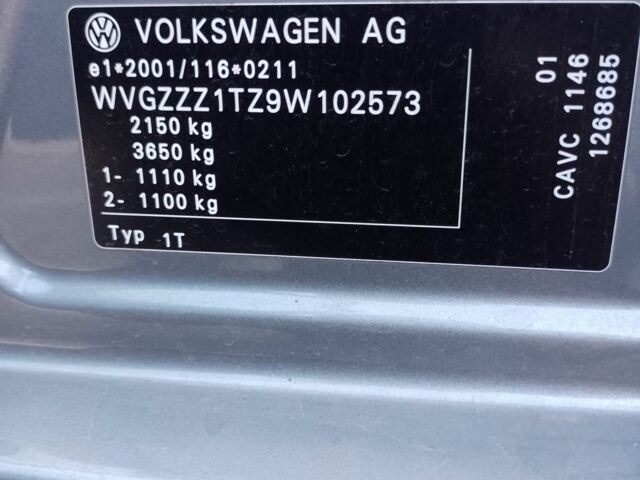 VOLKSWAGEN AG
e1*2001/116*0211
WVGZZZ1TZ9W102573
2150 kg
3650 kg
1- 1110 kg
2- 1100 kg
Typ 1T
01
CAVC 1146
1268685